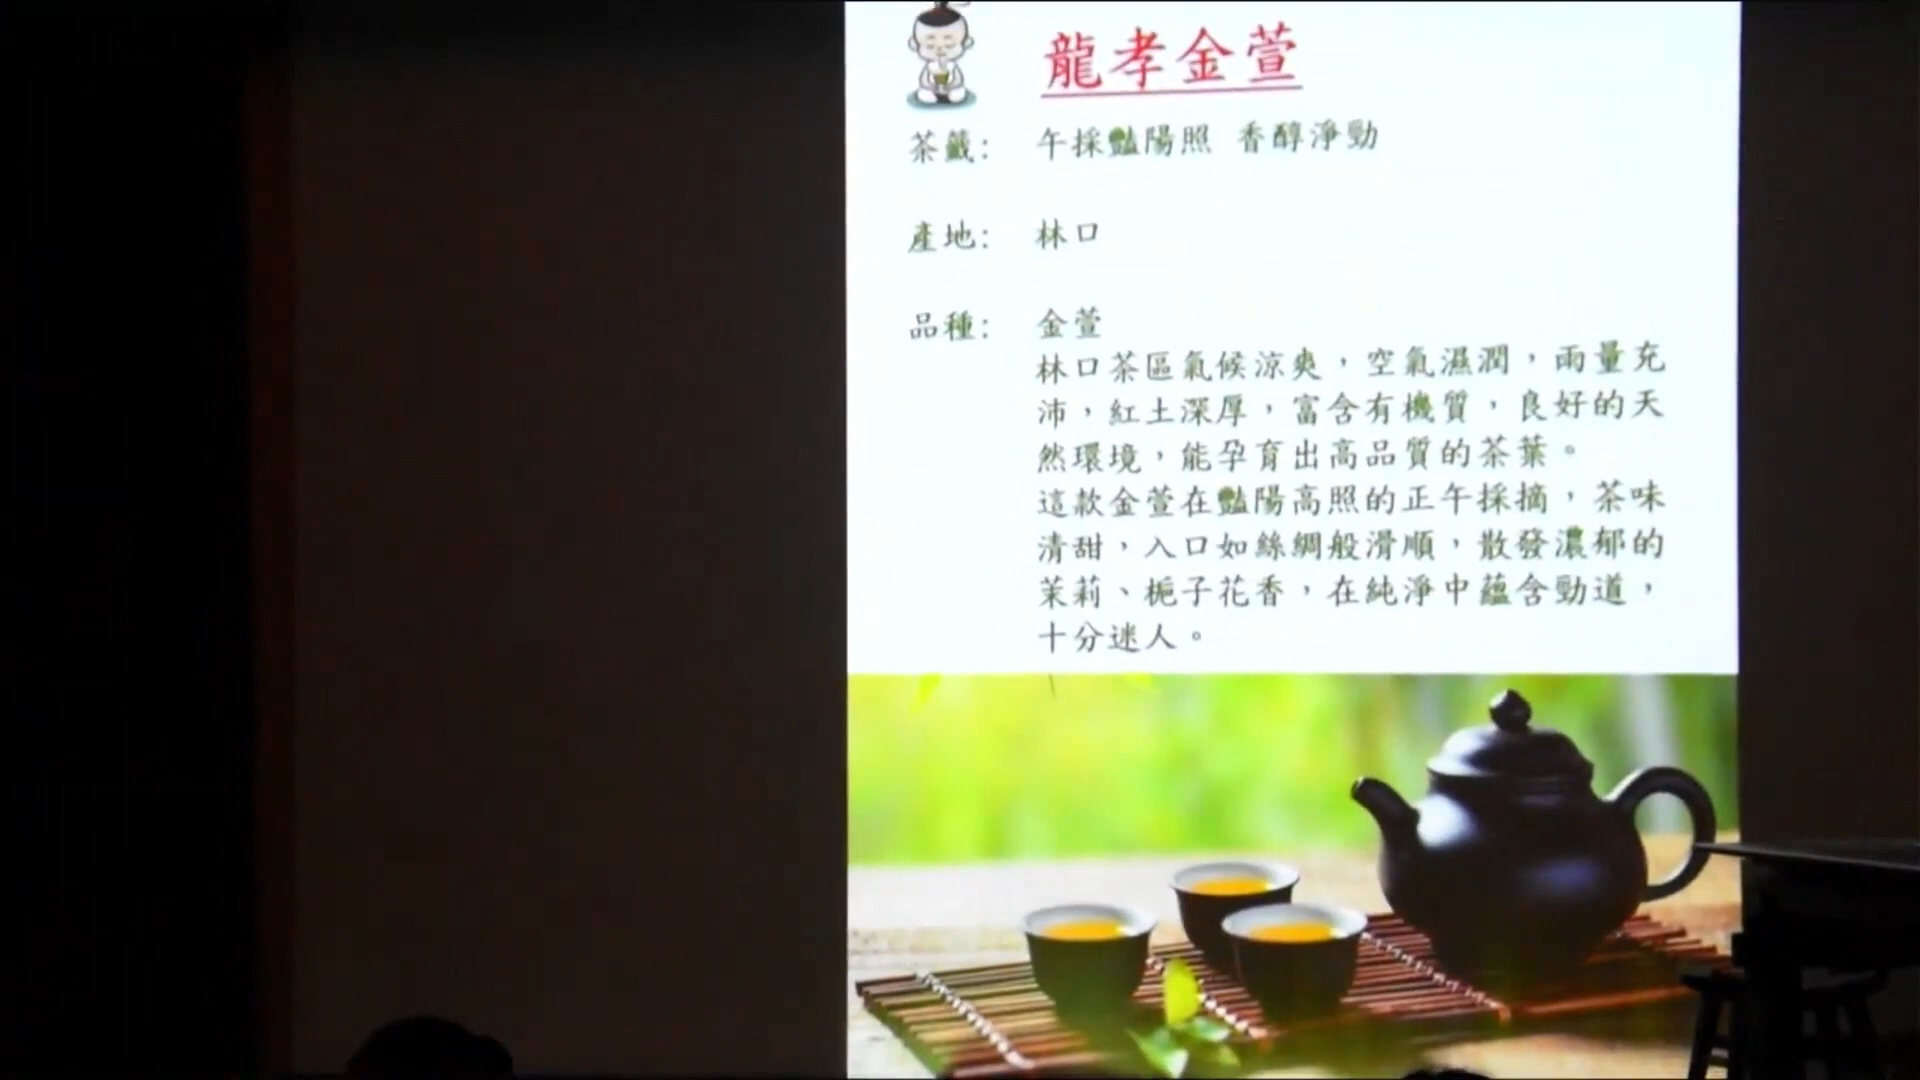 龍孝金萱
茶籤: 午採豔陽照 香醇淨勁
產地: 林口
品種: 金萱
林口茶區氣候涼爽，空氣濕潤，雨量充
沛，紅土深厚，富含有機質，良好的天
然環境，能孕育出高品質的茶葉。
這款金萱在豔陽高照的正午採摘，茶味
清甜，入口如絲綢般滑順，散發濃郁的
茉莉、梔子花香，在純淨中蘊含勁道，
十分迷人。